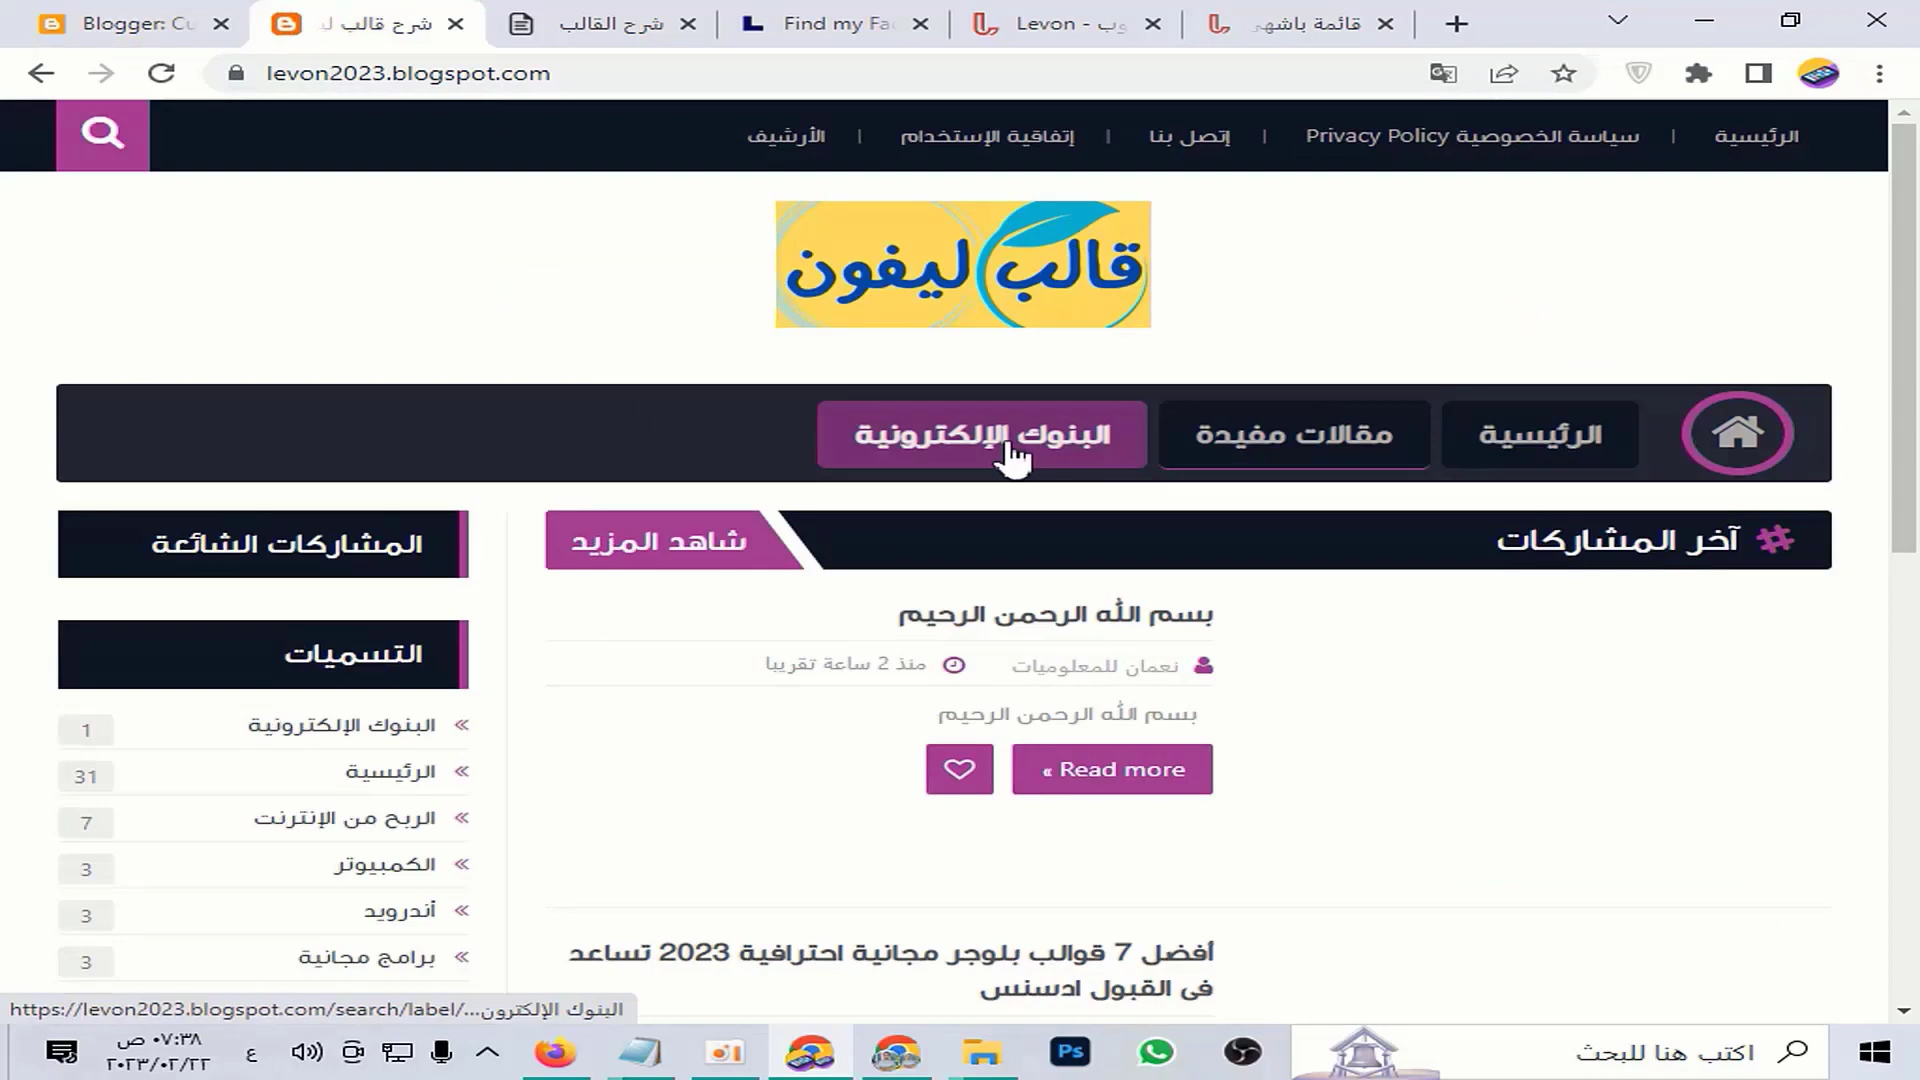 Blogger: Cu
شرح قالب ل
شرح القالب
Find my Fa
Levon - وب
قائمة باشهر
levon2023.blogspot.com
الرئيسية | سياسة الخصوصية Privacy Policy | إتصل بنا | إتفاقية الإستخدام | الأرشيف
قالب ليفون
الرئيسية
مقالات مفيدة
البنوك الإلكترونية
# آخر المشاركات
شاهد المزيد
بسم الله الرحمن الرحيم
نعمان للمعلوميات
منذ 2 ساعة تقريبا
بسم الله الرحمن الرحيم
Read more »
أفضل 7 قوالب بلوجر مجانية احترافية 2023 تساعد
في القبول ادسنس
المشاركات الشائعة
التسميات
» البنوك الإلكترونية 1
» الرئيسية 31
» الربح من الإنترنت 7
» الكمبيوتر 3
» أندرويد 3
» برامج مجانية 3
https://levon2023.blogspot.com/search/label/...البنوك الإلكترون
اكتب هنا للبحث
Ps
ع
٠٧:٣٨ ص
٢٠٢٣/٠٢/٢٢